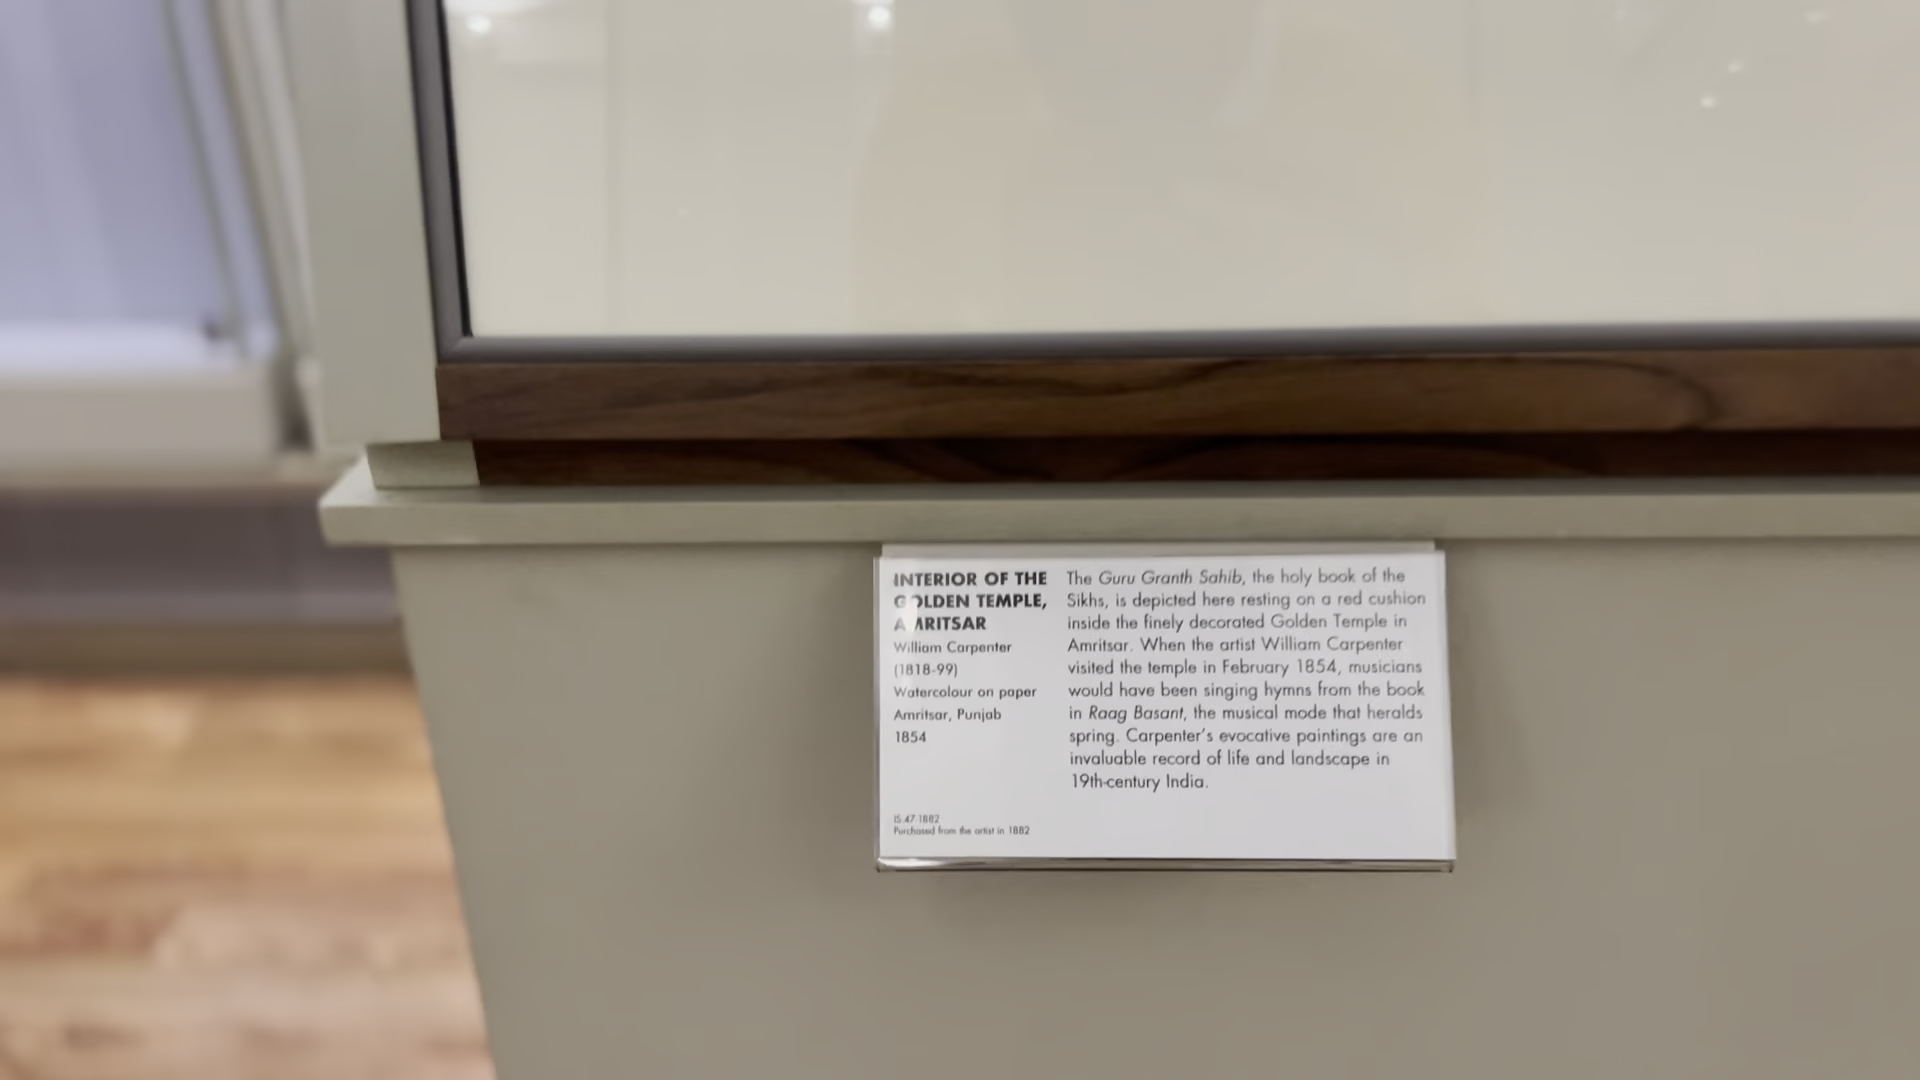 INTERIOR OF THE
GOLDEN TEMPLE,
AMRITSAR
William Carpenter
(1818-99)
Watercolour on paper
Amritsar, Punjab
1854
IS.47-1882
Purchased from the artist in 1882
The Guru Granth Sahib, the holy book of the
Sikhs, is depicted here resting on a red cushion
inside the finely decorated Golden Temple in
Amritsar. When the artist William Carpenter
visited the temple in February 1854, musicians
would have been singing hymns from the book
in Raag Basant, the musical mode that heralds
spring. Carpenter's evocative paintings are an
invaluable record of life and landscape in
19th-century India.